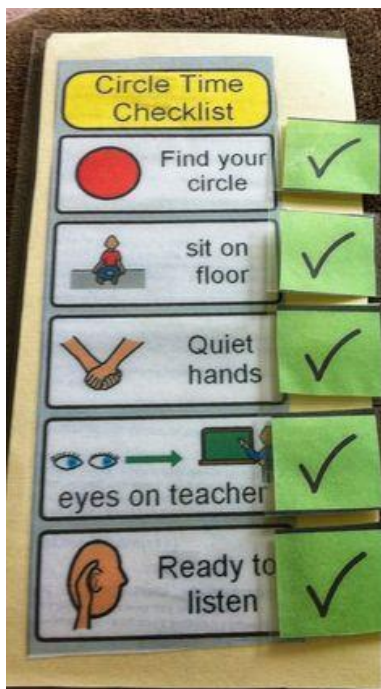 Circle Time
Checklist
Find your
circle
sit on
floor
Quiet
hands
eyes on teacher
Ready to
listen